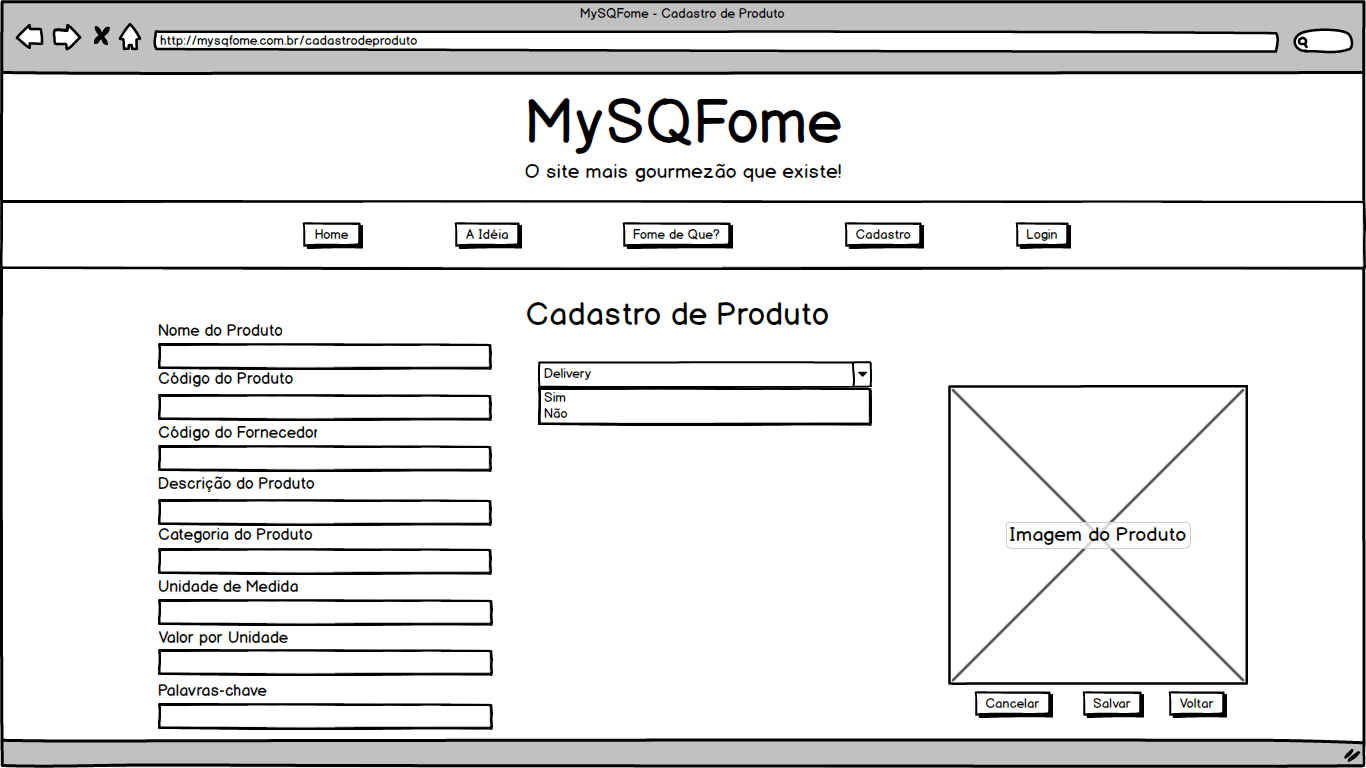 MySQFome - Cadastro de Produto
http://mysqfome.com.br/cadastrodeproduto
MySQFome
O site mais gourmezão que existe!
Home
A Idéia
Fome de Que?
Cadastro
Login
Cadastro de Produto
Nome do Produto
Código do Produto
Código do Fornecedor
Descrição do Produto
Categoria do Produto
Unidade de Medida
Valor por Unidade
Palavras-chave
Delivery
Sim
Não
Imagem do Produto
Cancelar
Salvar
Voltar